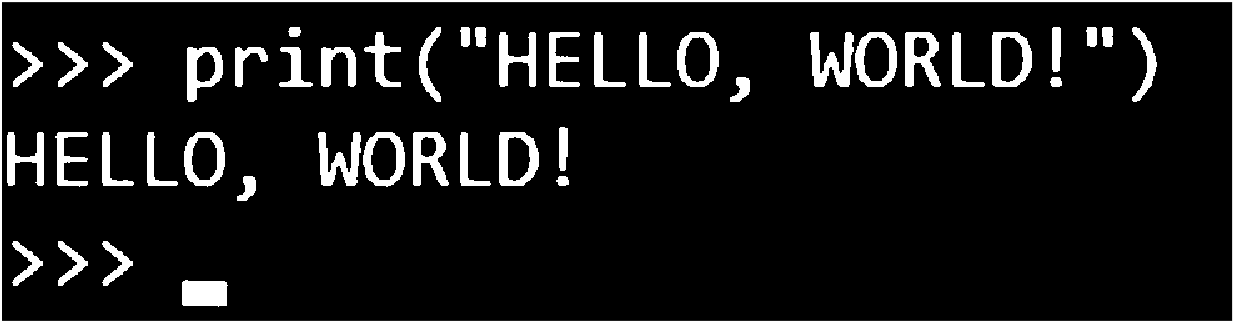 >>> print("HELLO, WORLD!")
HELLO, WORLD!
>>> _